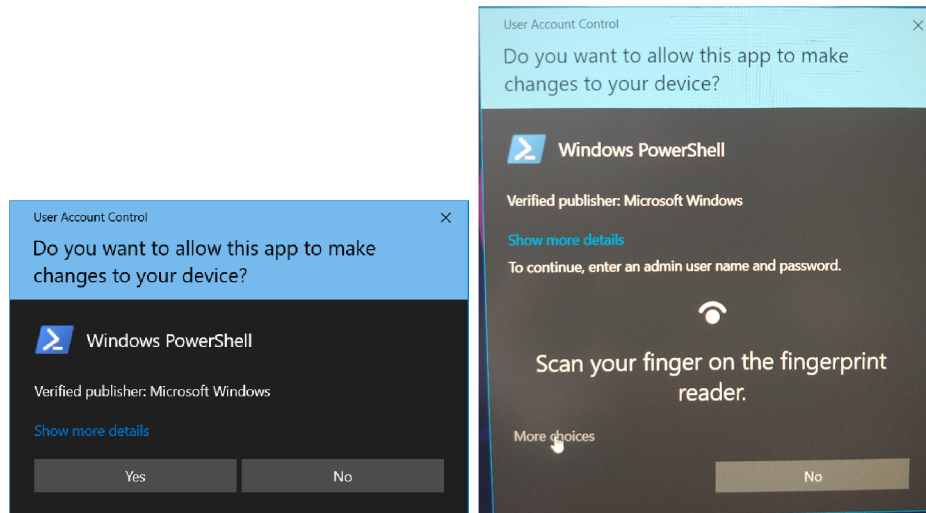 User Account Control
Do you want to allow this app to make
changes to your device?
Windows PowerShell
Verified publisher: Microsoft Windows
Show more details
Yes
No
User Account Control
Do you want to allow this app to make
changes to your device?
Windows PowerShell
Verified publisher: Microsoft Windows
Show more details
To continue, enter an admin user name and password.
Scan your finger on the fingerprint
reader.
More choices
No